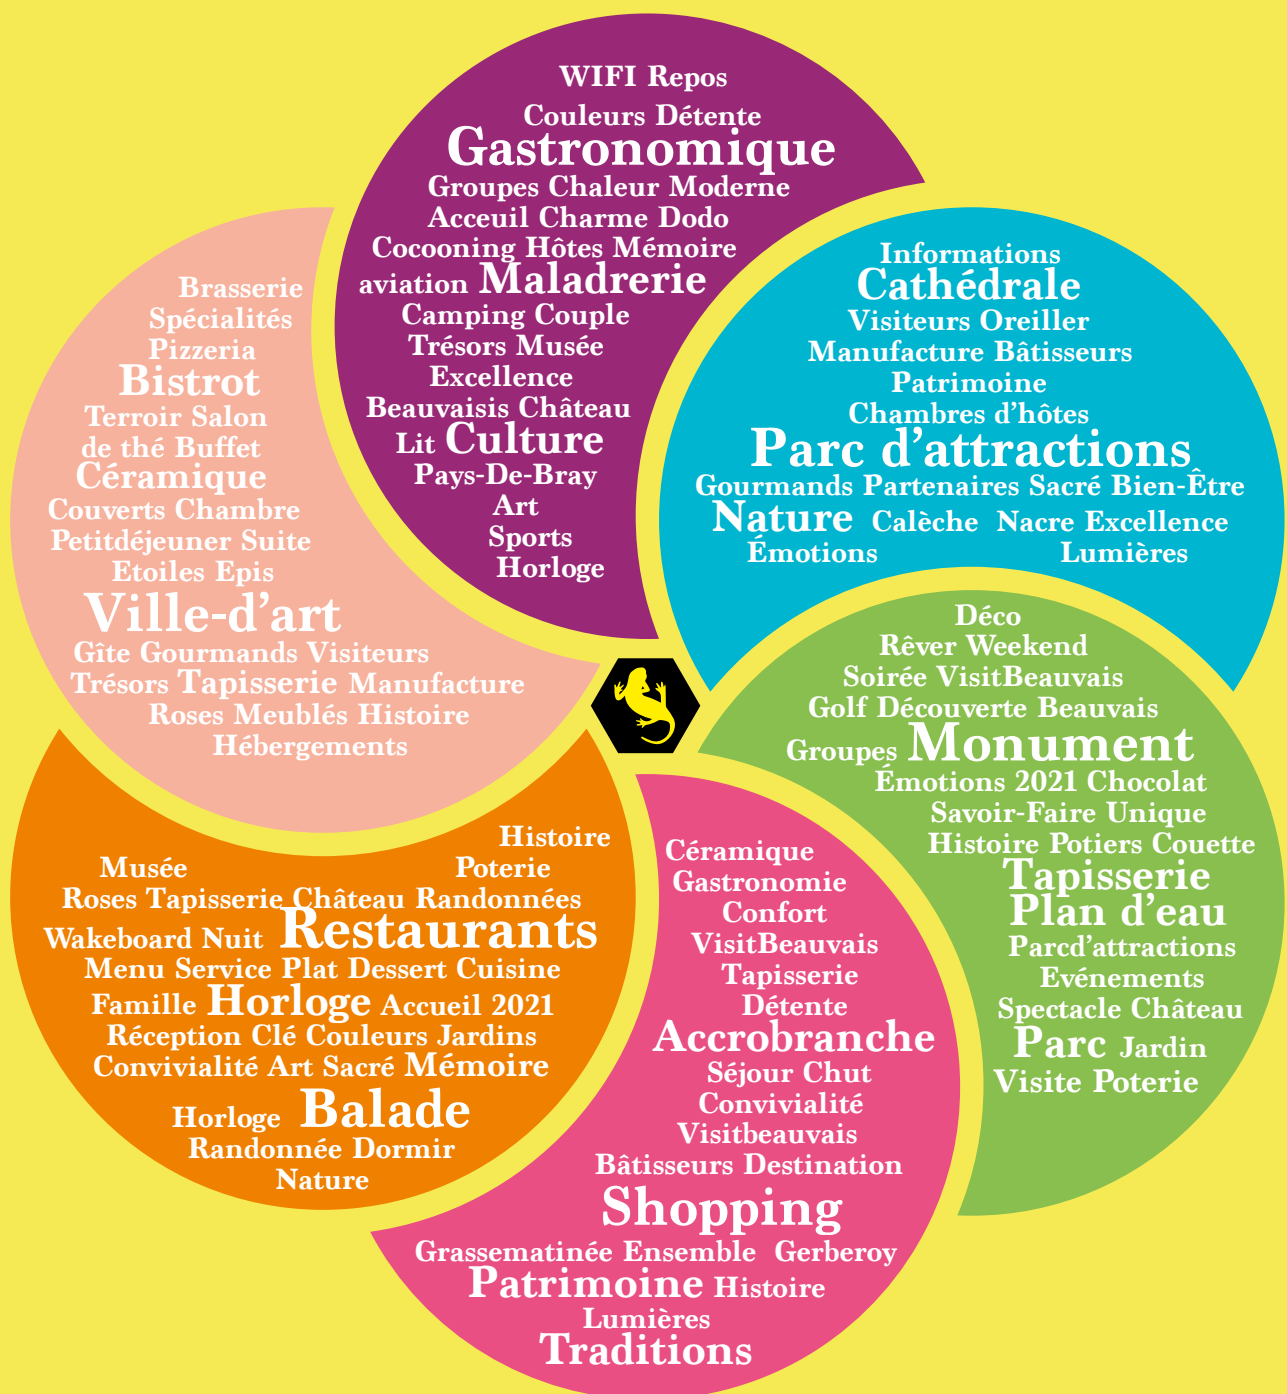 WIFI Repos
Couleurs Détente
Gastronomique
Groupes Chaleur Moderne
Acceuil Charme Dodo
Cocooning Hôtes Mémoire
aviation Maladrerie
Camping Couple
Trésors Musée
Excellence
Beauvaisis Château
Lit Culture
Pays-De-Bray
Art
Sports
Horloge
Informations
Cathédrale
Visiteurs Oreiller
Manufacture Bâtisseurs
Patrimoine
Chambres d’hôtes
Parc d’attractions
Gourmands Partenaires Sacré Bien-Être
Nature Calèche Nacre Excellence
Émotions Lumières
Déco
Rêver Weekend
Soirée VisitBeauvais
Golf Découverte Beauvais
Groupes Monument
Émotions 2021 Chocolat
Savoir-Faire Unique
Histoire Potiers Couette
Tapisserie
Plan d’eau
Parcd’attractions
Evénements
Spectacle Château
Parc Jardin
Visite Poterie
Céramique
Gastronomie
Confort
VisitBeauvais
Tapisserie
Détente
Accrobranche
Séjour Chut
Convivialité
Visitbeauvais
Bâtisseurs Destination
Shopping
Grassematinée Ensemble Gerberoy
Patrimoine Histoire
Lumières
Traditions
Histoire
Musée Poterie
Roses Tapisserie Château Randonnées
Wakeboard Nuit Restaurants
Menu Service Plat Dessert Cuisine
Famille Horloge Accueil 2021
Réception Clé Couleurs Jardins
Convivialité Art Sacré Mémoire
Horloge Balade
Randonnée Dormir
Nature
Brasserie
Spécialités
Pizzeria
Bistrot
Terroir Salon
de thé Buffet
Céramique
Couverts Chambre
Petitdéjeuner Suite
Etoiles Epis
Ville-d’art
Gîte Gourmands Visiteurs
Trésors Tapisserie Manufacture
Roses Meublés Histoire
Hébergements